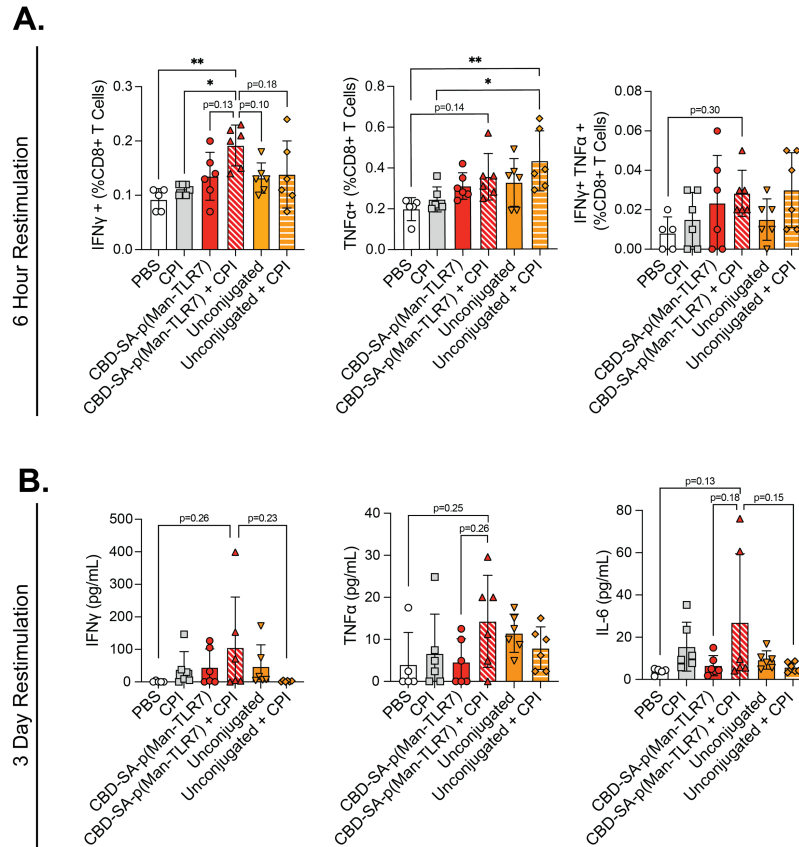 A.
6 Hour Restimulation
IFNγ + (%CD8+ T Cells)
0.3
0.2
0.1
0.0
**
*
p=0.18
p=0.13
p=0.10
PBS
CPI
CBD-SA-p(Man-TLR7)
CBD-SA-p(Man-TLR7) + CPI
Unconjugated
Unconjugated + CPI
TNFα+ (%CD8+ T Cells)
0.8
0.6
0.4
0.2
0.0
**
*
p=0.14
PBS
CPI
CBD-SA-p(Man-TLR7)
CBD-SA-p(Man-TLR7) + CPI
Unconjugated
Unconjugated + CPI
IFNγ+ TNFα +
(%CD8+ T Cells)
0.08
0.06
0.04
0.02
0.00
p=0.30
PBS
CPI
CBD-SA-p(Man-TLR7)
CBD-SA-p(Man-TLR7) + CPI
Unconjugated
Unconjugated + CPI
B.
3 Day Restimulation
IFNγ (pg/mL)
500
400
300
200
100
0
p=0.26
p=0.23
PBS
CPI
CBD-SA-p(Man-TLR7)
CBD-SA-p(Man-TLR7) + CPI
Unconjugated
Unconjugated + CPI
TNFα (pg/mL)
40
30
20
10
0
p=0.25
p=0.26
PBS
CPI
CBD-SA-p(Man-TLR7)
CBD-SA-p(Man-TLR7) + CPI
Unconjugated
Unconjugated + CPI
IL-6 (pg/mL)
80
60
40
20
0
p=0.13
p=0.18
p=0.15
PBS
CPI
CBD-SA-p(Man-TLR7)
CBD-SA-p(Man-TLR7) + CPI
Unconjugated
Unconjugated + CPI